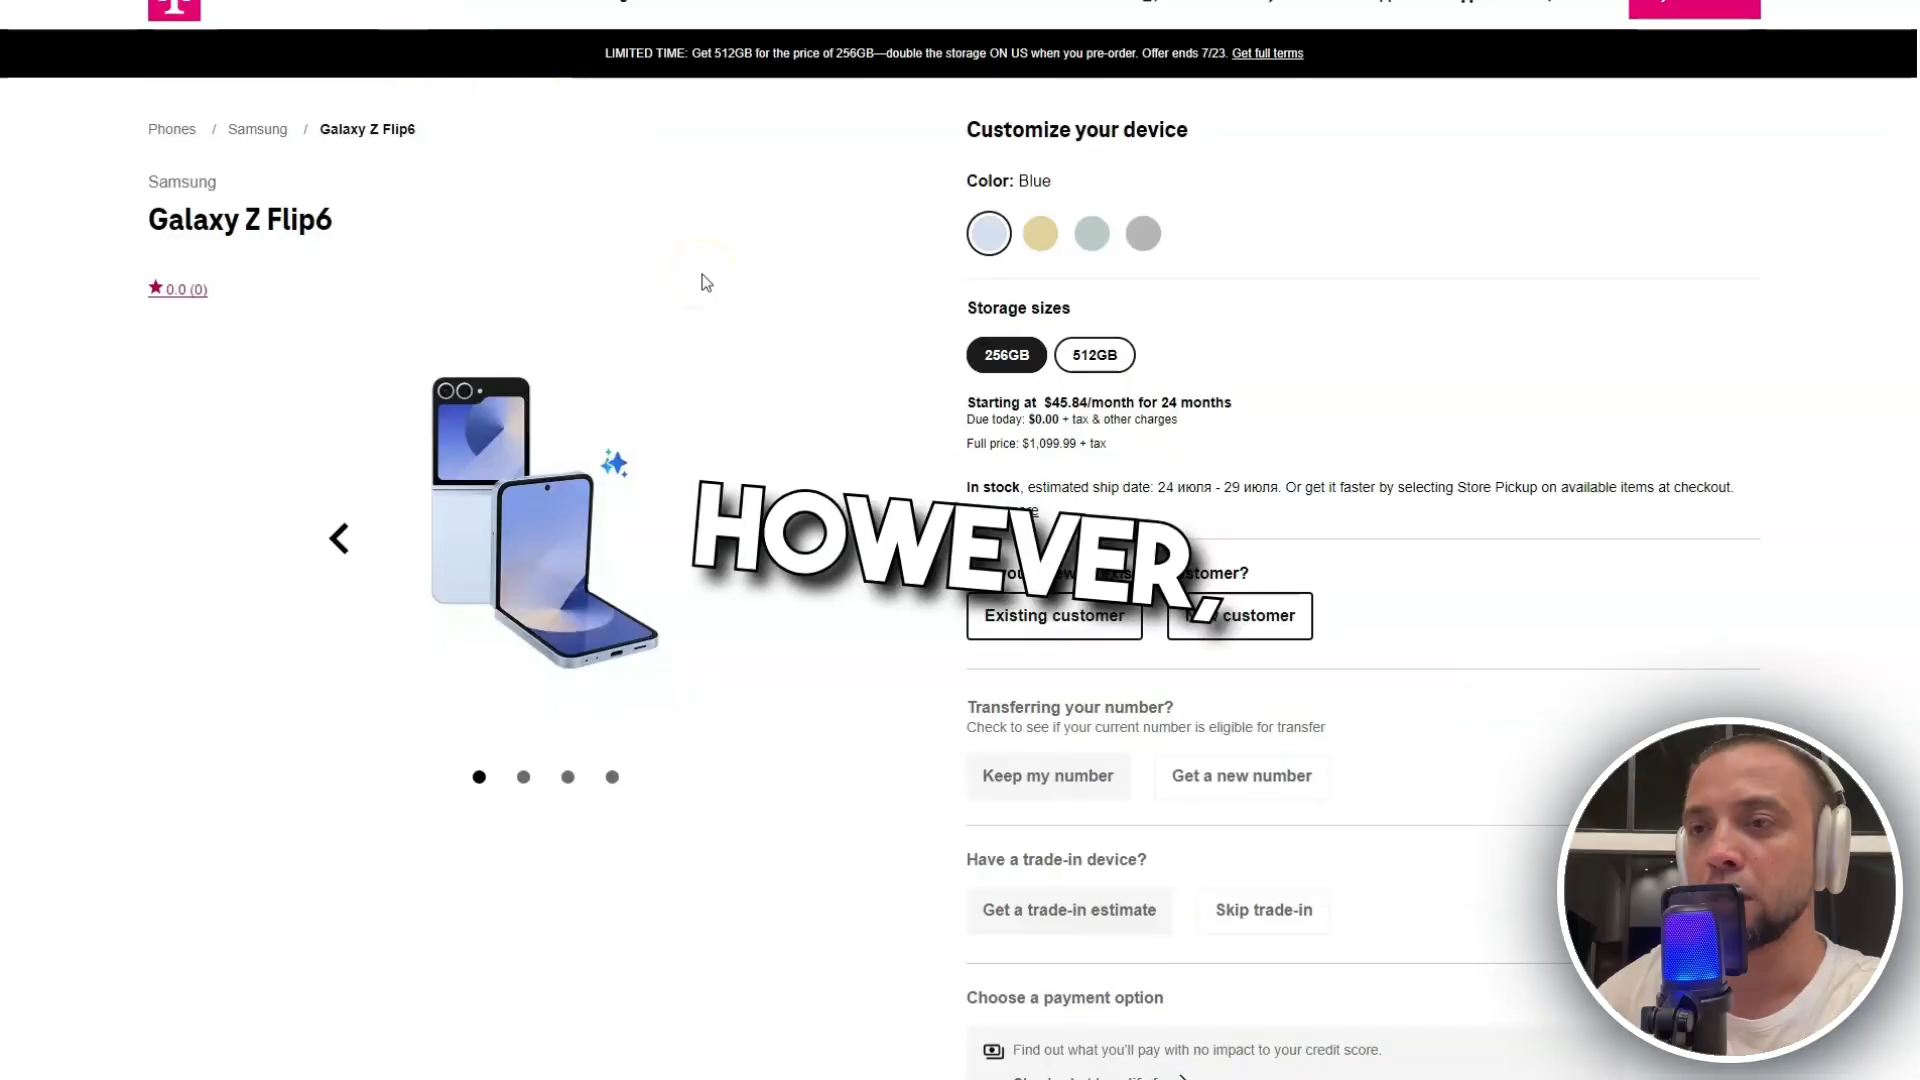 LIMITED TIME: Get 512GB for the price of 256GB—double the storage ON US when you pre-order. Offer ends 7/23. Get full terms
Phones / Samsung / Galaxy Z Flip6
Samsung
Galaxy Z Flip6
0.0 (0)
Customize your device
Color: Blue
Storage sizes
256GB 512GB
Starting at $45.84/month for 24 months
Due today: $0.00 + tax & other charges
Full price: $1,099.99 + tax
In stock, estimated ship date: 24 июля - 29 июля. Or get it faster by selecting Store Pickup on available items at checkout.
HOWEVER,
customer?
Existing customer customer
Transferring your number?
Check to see if your current number is eligible for transfer
Keep my number Get a new number
Have a trade-in device?
Get a trade-in estimate Skip trade-in
Choose a payment option
Find out what you'll pay with no impact to your credit score.